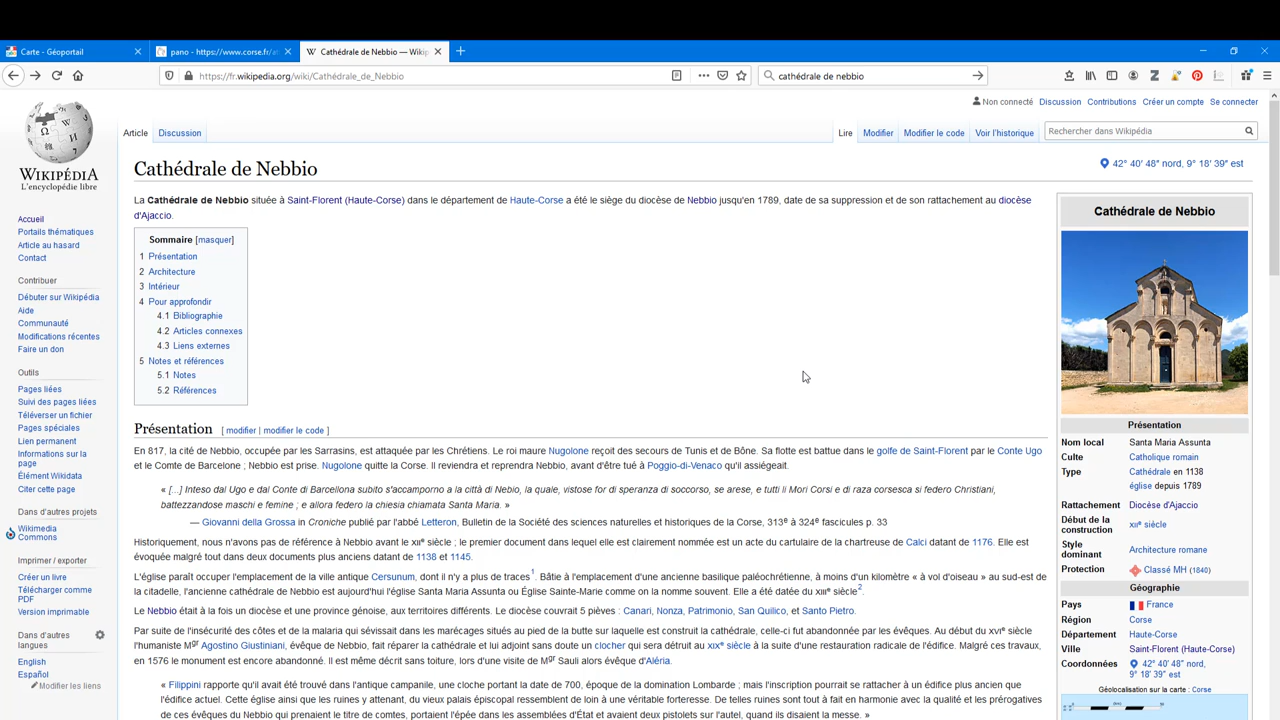 Carte - Géoportail
pano - https://www.corse.fr/a
Cathédrale de Nebbio — Wikip
https://fr.wikipedia.org/wiki/Cathédrale_de_Nebbio
cathédrale de nebbio
Non connecté Discussion Contributions Créer un compte Se connecter
Article Discussion
Lire Modifier Modifier le code Voir l'historique
Rechercher dans Wikipédia
WIKIPÉDIA
L'encyclopédie libre
Accueil
Portails thématiques
Article au hasard
Contact
Contribuer
Débuter sur Wikipédia
Aide
Communauté
Modifications récentes
Faire un don
Outils
Pages liées
Suivi des pages liées
Téléverser un fichier
Pages spéciales
Lien permanent
Informations sur la
page
Élément Wikidata
Citer cette page
Dans d'autres projets
Wikimedia
Commons
Imprimer / exporter
Créer un livre
Télécharger comme
PDF
Version imprimable
Dans d'autres
langues
English
Español
Modifier les liens
Cathédrale de Nebbio
42° 40′ 48″ nord, 9° 18′ 39″ est
La Cathédrale de Nebbio située à Saint-Florent (Haute-Corse) dans le département de Haute-Corse a été le siège du diocèse de Nebbio jusqu'en 1789, date de sa suppression et de son rattachement au diocèse
d'Ajaccio.
Sommaire [masquer]
1 Présentation
2 Architecture
3 Intérieur
4 Pour approfondir
4.1 Bibliographie
4.2 Articles connexes
4.3 Liens externes
5 Notes et références
5.1 Notes
5.2 Références
Présentation [ modifier | modifier le code ]
En 817, la cité de Nebbio, occupée par les Sarrasins, est attaquée par les Chrétiens. Le roi maure Nugolone reçoit des secours de Tunis et de Bône. Sa flotte est battue dans le golfe de Saint-Florent par le Conte Ugo
et le Comte de Barcelone ; Nebbio est prise. Nugolone quitte la Corse. Il reviendra et reprendra Nebbio, avant d'être tué à Poggio-di-Venaco qu'il assiégeait.
« [...] Inteso dal Ugo e dal Conte di Barcellona subito s'accamporno a la città di Nebio, la quale, vistose for di speranza di soccorso, se arese, e tutti li Mori Corsi e di raza corsesca si federo Christiani,
battezzandose maschi e femine ; e allora federo la chiesa chiamata Santa Maria. »
— Giovanni della Grossa in Croniche publié par l'abbé Letteron, Bulletin de la Société des sciences naturelles et historiques de la Corse, 313e à 324e fascicules p. 33
Historiquement, nous n'avons pas de référence à Nebbio avant le XIIe siècle ; le premier document dans lequel elle est clairement nommée est un acte du cartulaire de la chartreuse de Calci datant de 1176. Elle est
évoquée malgré tout dans deux documents plus anciens datant de 1138 et 1145.
L'église paraît occuper l'emplacement de la ville antique Cersunum, dont il n'y a plus de traces1. Bâtie à l'emplacement d'une ancienne basilique paléochrétienne, à moins d'un kilomètre « à vol d'oiseau » au sud-est de
la citadelle, l'ancienne cathédrale de Nebbio est aujourd'hui l'église Santa Maria Assunta ou Église Sainte-Marie comme on la nomme souvent. Elle a été datée du XIIIe siècle2.
Le Nebbio était à la fois un diocèse et une province génoise, aux territoires différents. Le diocèse couvrait 5 pièves : Canari, Nonza, Patrimonio, San Quilico, et Santo Pietro.
Par suite de l'insécurité des côtes et de la malaria qui sévissait dans les marécages situés au pied de la butte sur laquelle est construit la cathédrale, celle-ci fut abandonnée par les évêques. Au début du XVIe siècle
l'humaniste Mgr Agostino Giustiniani, évêque de Nebbio, fait réparer la cathédrale et lui adjoint sans doute un clocher qui sera détruit au XIXe siècle à la suite d'une restauration radicale de l'édifice. Malgré ces travaux,
en 1576 le monument est encore abandonné. Il est même décrit sans toiture, lors d'une visite de Mgr Sauli alors évêque d'Aléria.
« Filippini rapporte qu'il avait été trouvé dans l'antique campanile, une cloche portant la date de 700, époque de la domination Lombarde ; mais l'inscription pourrait se rattacher à un édifice plus ancien que
l'édifice actuel. Cette église ainsi que les ruines y attenant, du vieux palais épiscopal ressemblent de loin à une véritable forteresse. De telles ruines sont tout à fait en harmonie avec la qualité et les prérogatives
de ces évêques du Nebbio qui prenaient le titre de comtes, portaient l'épée dans les assemblées d'État et avaient deux pistolets sur l'autel, quand ils disaient la messe. »
Cathédrale de Nebbio
Présentation
Nom local Santa Maria Assunta
Culte Catholique romain
Type Cathédrale en 1138
église depuis 1789
Rattachement Diocèse d'Ajaccio
Début de la
construction XIIe siècle
Style
dominant Architecture romane
Protection Classé MH (1840)
Géographie
Pays France
Région Corse
Département Haute-Corse
Ville Saint-Florent (Haute-Corse)
Coordonnées 42° 40′ 48″ nord,
9° 18′ 39″ est
Géolocalisation sur la carte : Corse